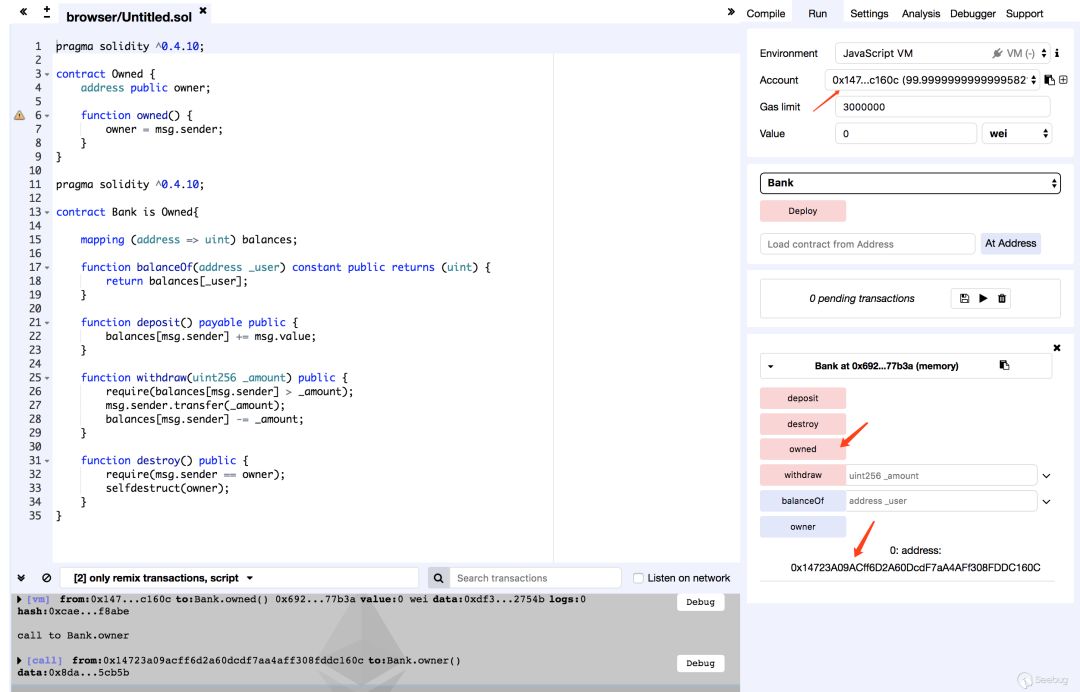 browser/Untitled.sol
Compile Run Settings Analysis Debugger Support
1 pragma solidity ^0.4.10;
2
3 contract Owned {
4 address public owner;
5
6 function owned() {
7 owner = msg.sender;
8 }
9 }
10
11 pragma solidity ^0.4.10;
12
13 contract Bank is Owned{
14
15 mapping (address => uint) balances;
16
17 function balanceOf(address _user) constant public returns (uint) {
18 return balances[_user];
19 }
20
21 function deposit() payable public {
22 balances[msg.sender] += msg.value;
23 }
24
25 function withdraw(uint256 _amount) public {
26 require(balances[msg.sender] > _amount);
27 msg.sender.transfer(_amount);
28 balances[msg.sender] -= _amount;
29 }
30
31 function destroy() public {
32 require(msg.sender == owner);
33 selfdestruct(owner);
34 }
35 }
Environment JavaScript VM VM (-)
Account 0x147...c160c (99.9999999999999582
Gas limit 3000000
Value 0 wei
Bank
Deploy
Load contract from Address At Address
0 pending transactions
Bank at 0x692...77b3a (memory)
deposit
destroy
owned
withdraw uint256 _amount
balanceOf address _user
owner
0: address:
0x14723A09ACff6D2A60DcdF7aA4AFf308FDDC160C
[2] only remix transactions, script Search transactions Listen on network
[vm] from:0x147...c160c to:Bank.owned() 0x692...77b3a value:0 wei data:0xdf3...2754b logs:0 Debug
hash:0xcae...f8abe
call to Bank.owner
[call] from:0x14723a09acff6d2a60dcdf7aa4aff308fddc160c to:Bank.owner() Debug
data:0x8da...5cb5b
Seebug